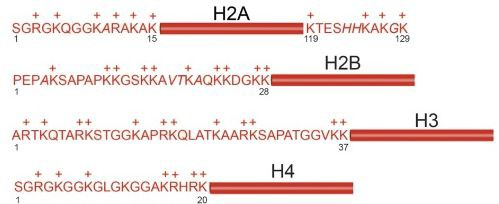 H2A
+ + + + + + + + + +
SGRGKQGGKARAKAK KTESHHKAKGK
1 15 119 129
H2B
+ ++ ++ + ++ ++
PEPAKSAPAPKKGSKKAVTKAQKKDGKK
1 28
H3
+ + ++ + ++ + ++ ++
ARTKQTARKSTGGKAPRKQLATKAARKSAPATGGVKK
1 37
H4
+ + + + + ++ ++
SGRGKGGKGLGKGGAKRHRK
1 20